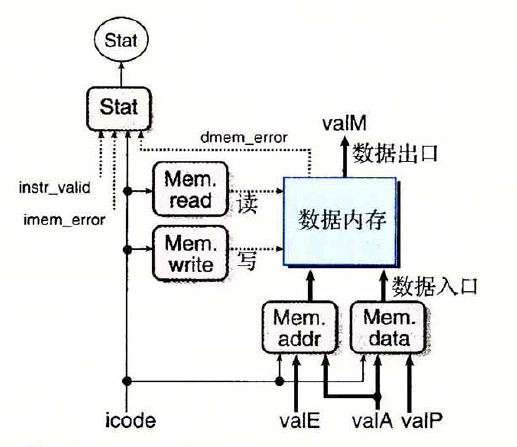 Stat
Stat
dmem_error
valM
数据出口
instr_valid
imem_error
Mem.
read
读
数据内存
Mem.
write
写
数据入口
Mem.
addr
Mem.
data
icode
valE
valA
valP